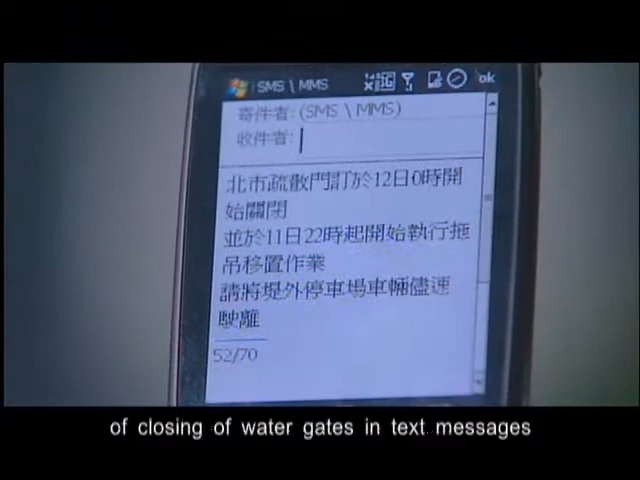 SMS \ MMS
ok
寄件者: (SMS \ MMS)
收件者:
北市疏散門訂於12日0時開
始關閉
並於11日22時起開始執行拖
吊移置作業
請將堤外停車場車輛儘速
駛離
52/70
of closing of water gates in text messages